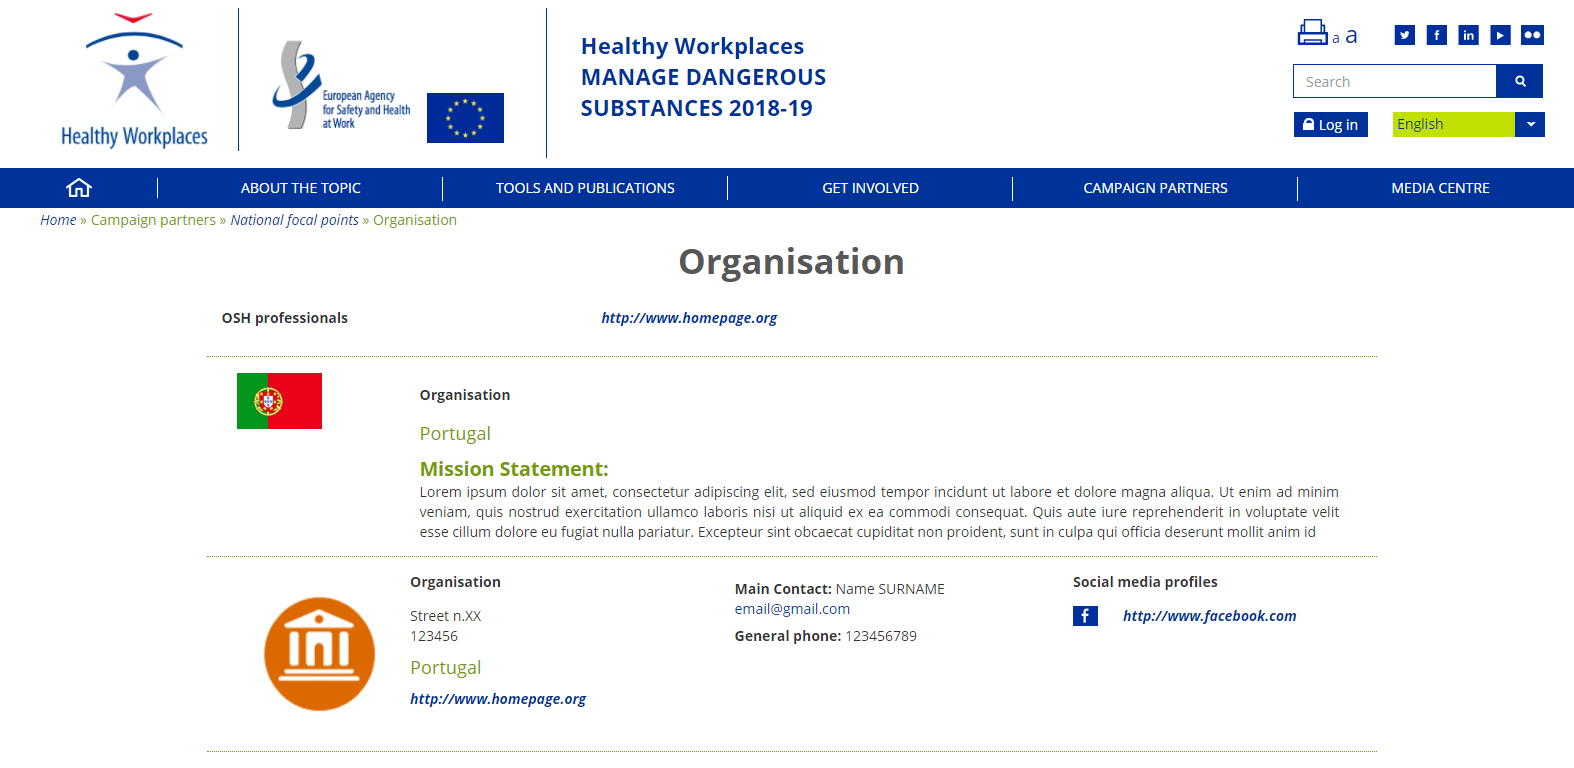 Healthy Workplaces
European Agency
for Safety and Health
at Work
Healthy Workplaces
MANAGE DANGEROUS
SUBSTANCES 2018-19
a a
Search
Log in
English
ABOUT THE TOPIC
TOOLS AND PUBLICATIONS
GET INVOLVED
CAMPAIGN PARTNERS
MEDIA CENTRE
Home » Campaign partners » National focal points » Organisation
Organisation
OSH professionals
http://www.homepage.org
Organisation
Portugal
Mission Statement:
Lorem ipsum dolor sit amet, consectetur adipiscing elit, sed eiusmod tempor incidunt ut labore et dolore magna aliqua. Ut enim ad minim
veniam, quis nostrud exercitation ullamco laboris nisi ut aliquid ex ea commodi consequat. Quis aute iure reprehenderit in voluptate velit
esse cillum dolore eu fugiat nulla pariatur. Excepteur sint obcaecat cupiditat non proident, sunt in culpa qui officia deserunt mollit anim id
Organisation
Street n.XX
123456
Portugal
http://www.homepage.org
Main Contact: Name SURNAME
email@gmail.com
General phone: 123456789
Social media profiles
http://www.facebook.com